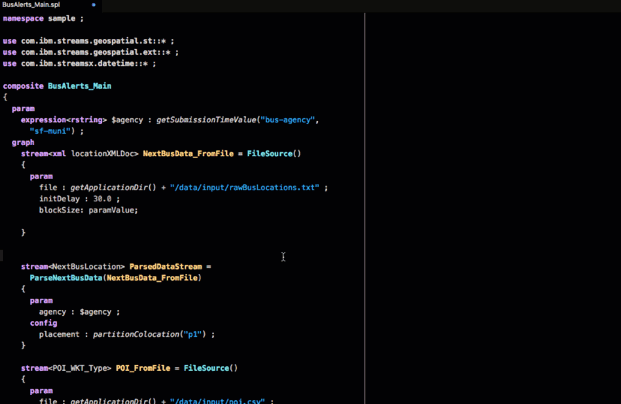 BusAlerts_Main.spl
namespace sample ;
use com.ibm.streams.geospatial.st::* ;
use com.ibm.streams.geospatial.ext::* ;
use com.ibm.streamsx.datetime::* ;
composite BusAlerts_Main
{
param
expression<rstring> $agency : getSubmissionTimeValue("bus-agency",
"sf-muni") ;
graph
stream<xml locationXMLDoc> NextBusData_FromFile = FileSource()
{
param
file : getApplicationDir() + "/data/input/rawBusLocations.txt" ;
initDelay : 30.0 ;
blockSize: paramValue;
}
stream<NextBusLocation> ParsedDataStream =
ParseNextBusData(NextBusData_FromFile)
{
param
agency : $agency ;
config
placement : partitionColocation("p1") ;
}
stream<POI_WKT_Type> POI_FromFile = FileSource()
{
param
file : getApplicationDir() + "/data/input/poi.csv" ;